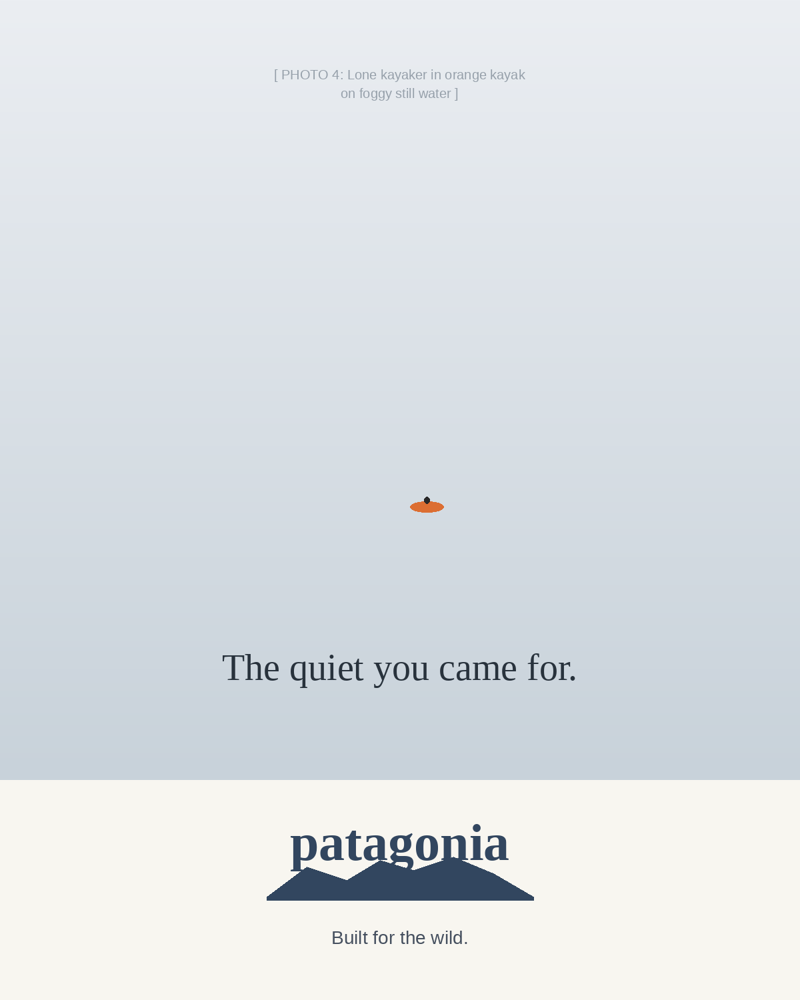 [ PHOTO 4: Lone kayaker in orange kayak
on foggy still water ]
The quiet you came for.
patagonia
Built for the wild.